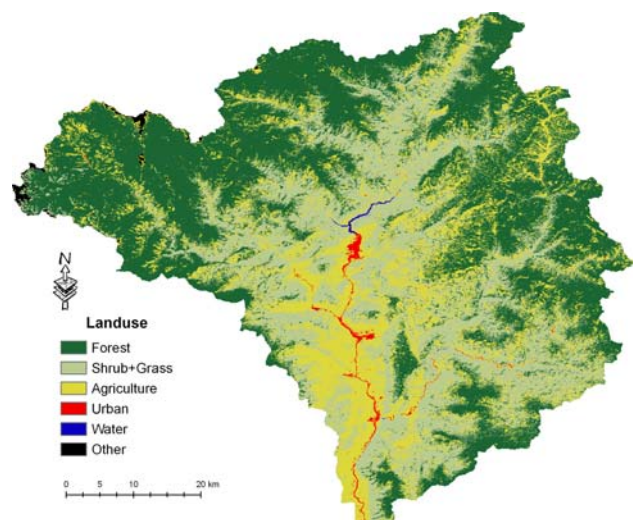 N
Landuse
Forest
Shrub+Grass
Agriculture
Urban
Water
Other
0 5 10 20 km